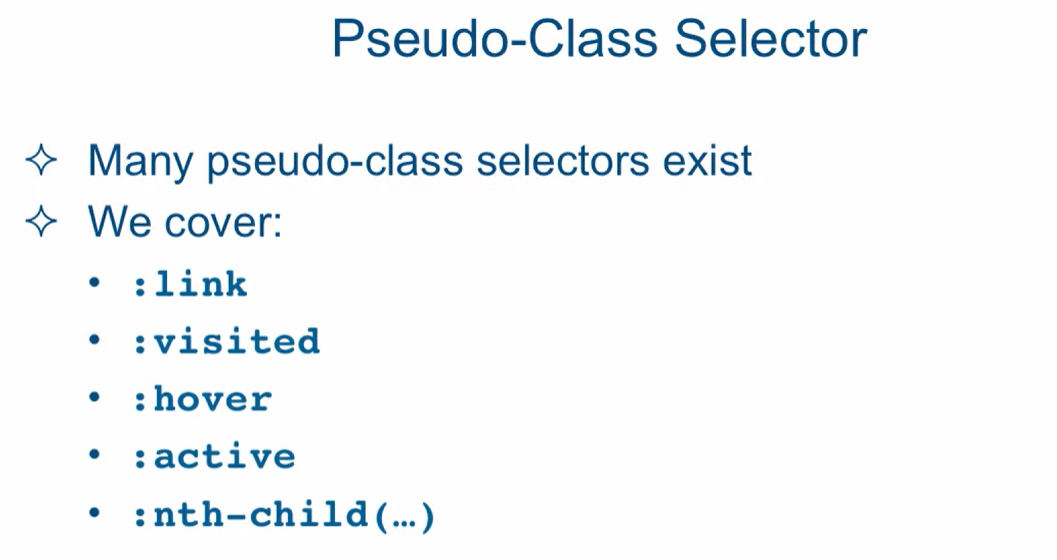 Pseudo-Class Selector
✧ Many pseudo-class selectors exist
✧ We cover:
• :link
• :visited
• :hover
• :active
• :nth-child(…)